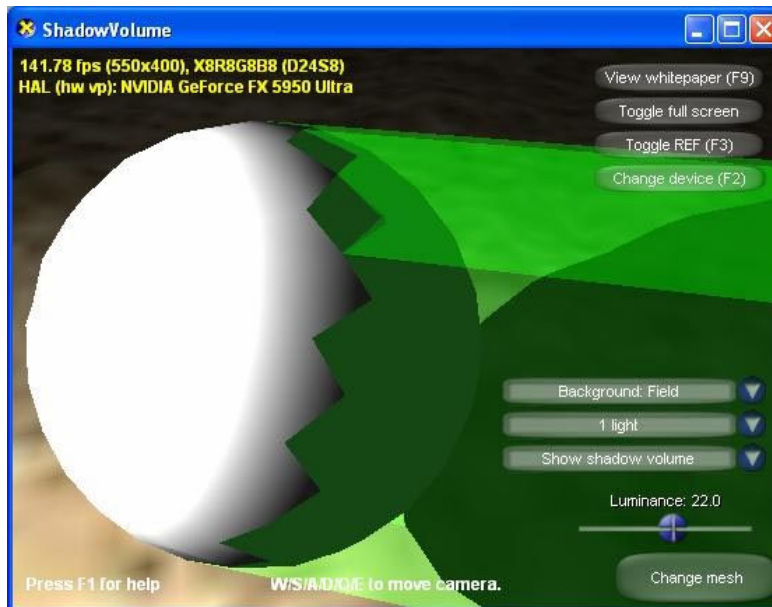 ShadowVolume
141.78 fps (550x400), X8R8G8B8 (D24S8)
HAL (hw vp): NVIDIA GeForce FX 5950 Ultra
View whitepaper (F9)
Toggle full screen
Toggle REF (F3)
Change device (F2)
Background: Field
1 light
Show shadow volume
Luminance: 22.0
Change mesh
Press F1 for help
W/S/A/D/Q/E to move camera.